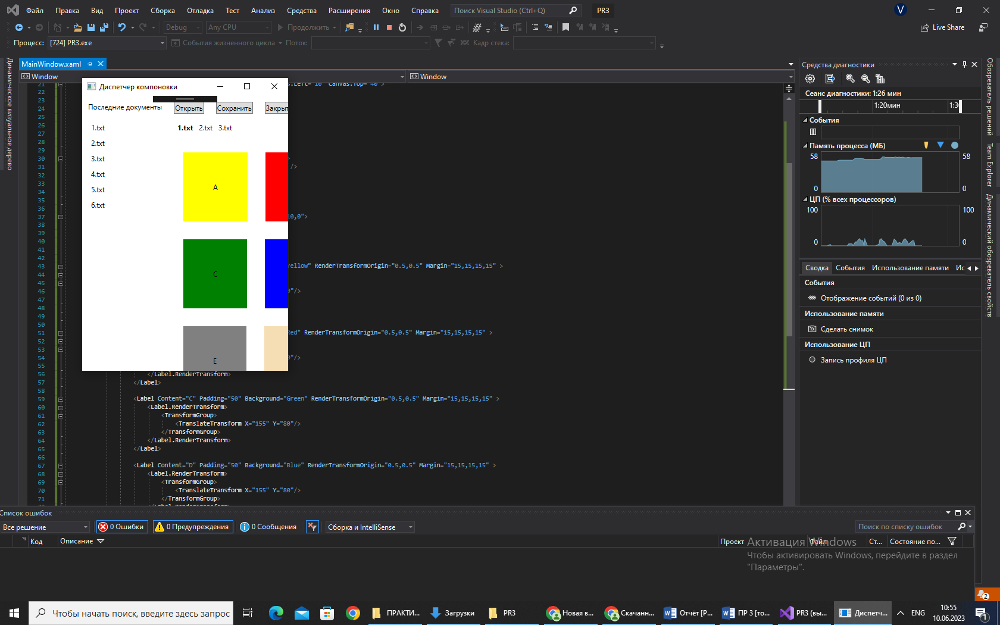 Файл Правка Вид Проект Сборка Отладка Тест Анализ Средства Расширения Окно Справка Поиск Visual Studio (Ctrl+Q) PR3 V
Debug Any CPU Продолжить Live Share
Процесс: [724] PR3.exe События жизненного цикла Поток: Кадр стека:
Динамическое визуальное дерево
MainWindow.xaml
Window Window
Диспетчер компоновки
Последние документы Открыть Сохранить Закрыт
1.txt 1.txt 2.txt 3.txt
2.txt
3.txt
4.txt
5.txt
6.txt
A
C
E
21
22
23
24
25
26
27
28
29
30
31 />
32
33
34
35
36
37 10,0">
38
39
40
41
42
43 Yellow" RenderTransformOrigin="0.5,0.5" Margin="15,15,15,15" >
44
45
46 0"/>
47
48
49
50
51 Red" RenderTransformOrigin="0.5,0.5" Margin="15,15,15,15" >
52
53
54 0"/>
55
56 </Label.RenderTransform>
57 </Label>
58
59 <Label Content="C" Padding="50" Background="Green" RenderTransformOrigin="0.5,0.5" Margin="15,15,15,15" >
60 <Label.RenderTransform>
61 <TransformGroup>
62 <TranslateTransform X="155" Y="80"/>
63 </TransformGroup>
64 </Label.RenderTransform>
65 </Label>
66
67 <Label Content="D" Padding="50" Background="Blue" RenderTransformOrigin="0.5,0.5" Margin="15,15,15,15" >
68 <Label.RenderTransform>
69 <TransformGroup>
70 <TranslateTransform X="155" Y="80"/>
71 </TransformGroup>
Средства диагностики
Сеанс диагностики: 1:26 мин
1:20мин 1:3
События
Память процесса (МБ)
58 58
0 0
ЦП (% всех процессоров)
100 100
0 0
Сводка События Использование памяти Ис
События
Отображение событий (0 из 0)
Использование памяти
Сделать снимок
Использование ЦП
Запись профиля ЦП
Обозреватель решений
Team Explorer
Динамический обозреватель свойств
Список ошибок
Все решение 0 Ошибки 0 Предупреждения 0 Сообщения Сборка и IntelliSense Поиск по списку ошибок
Код Описание Проект Файл Ст... Состояние по...
Активация Windows
Чтобы активировать Windows, перейдите в раздел
"Параметры".
2
Чтобы начать поиск, введите здесь запрос ПРАКТИ... Загрузки PR3 Новая в... Скачанн... Отчёт [Р... ПР 3 [то... PR3 (вы... Диспетч... ENG 10:55
10.06.2023 1